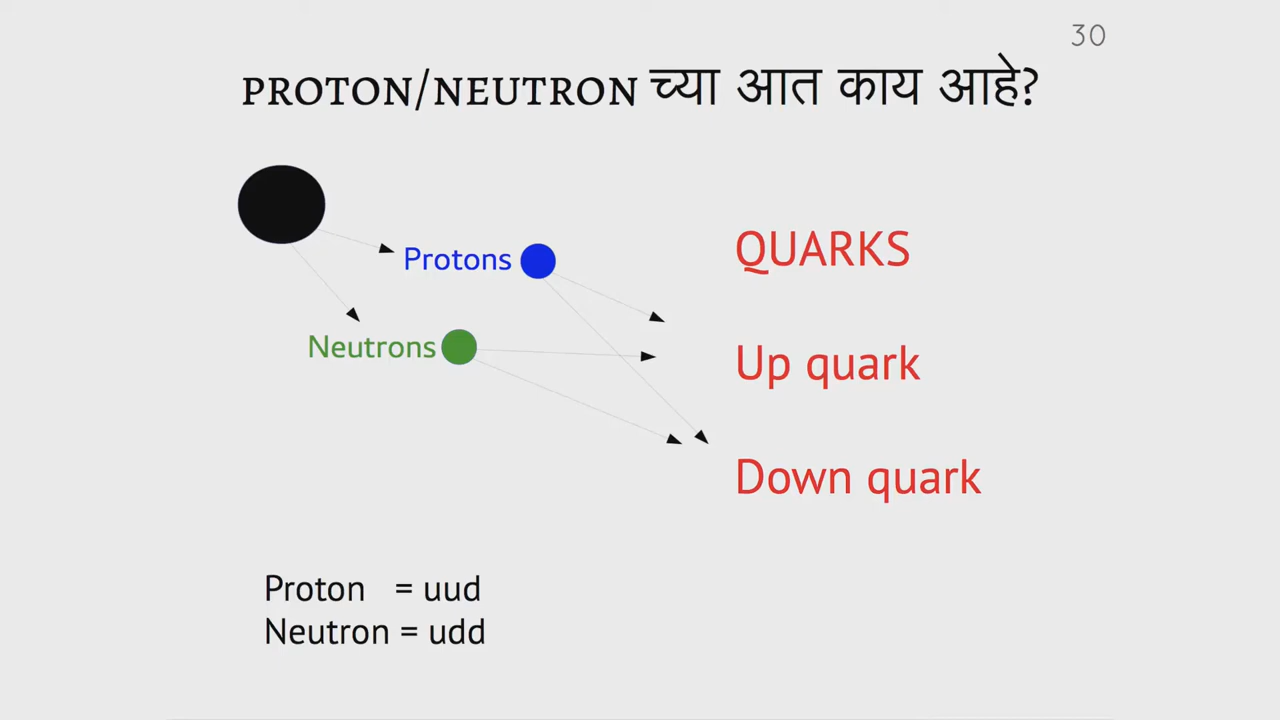 30
PROTON/NEUTRON च्या आत काय आहे?
Protons
Neutrons
QUARKS
Up quark
Down quark
Proton = uud
Neutron = udd